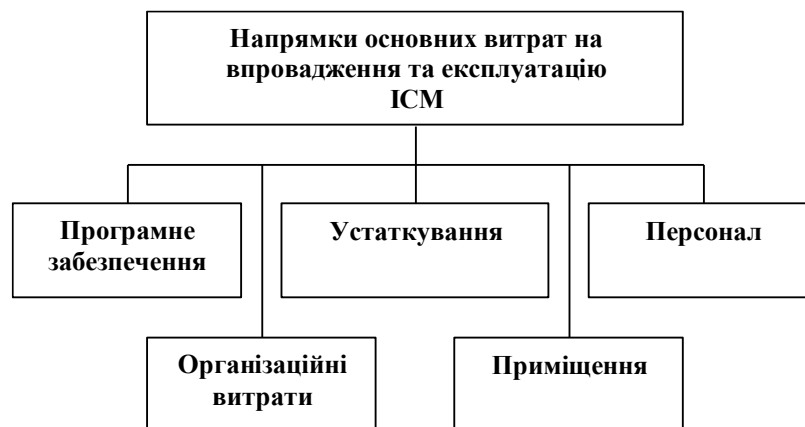 Напрямки основних витрат на
впровадження та експлуатацію
ІСМ
Програмне
забезпечення
Устаткування
Персонал
Організаційні
витрати
Приміщення